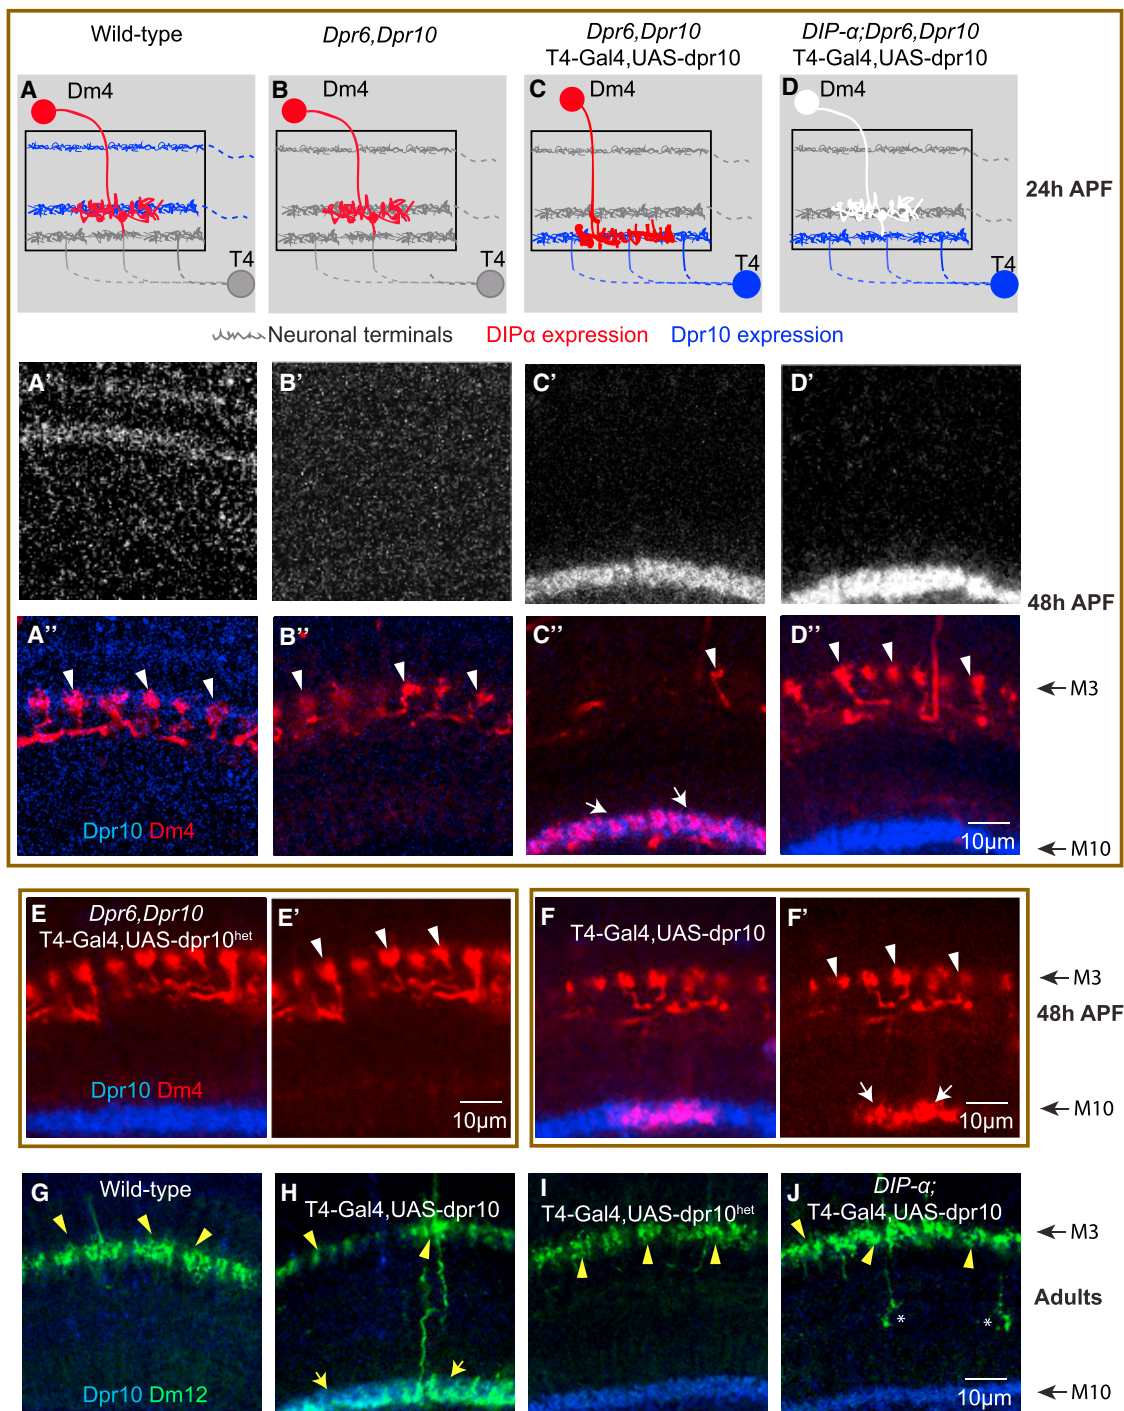 Wild-type
Dpr6,Dpr10
Dpr6,Dpr10
T4-Gal4,UAS-dpr10
DIP-α;Dpr6,Dpr10
T4-Gal4,UAS-dpr10
A
Dm4
T4
B
Dm4
T4
C
Dm4
T4
D
Dm4
T4
24h APF
Neuronal terminals
DIPα expression
Dpr10 expression
A’
B’
C’
D’
48h APF
A’’
Dpr10 Dm4
B’’
C’’
D’’
10μm
M3
M10
E
Dpr6,Dpr10
T4-Gal4,UAS-dpr10het
Dpr10 Dm4
E’
10μm
F
T4-Gal4,UAS-dpr10
F’
10μm
M3
48h APF
M10
G
Wild-type
Dpr10 Dm12
H
T4-Gal4,UAS-dpr10
I
T4-Gal4,UAS-dpr10het
J
DIP-α;
T4-Gal4,UAS-dpr10
*
*
10μm
M3
Adults
M10